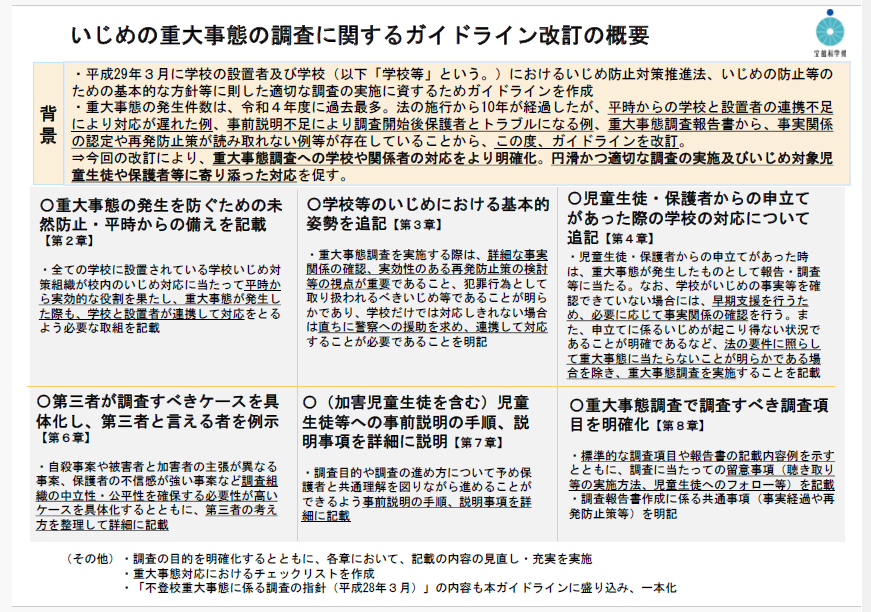 いじめの重大事態の調査に関するガイドライン改訂の概要
文部科学省
背景
・平成29年3月に学校の設置者及び学校（以下「学校等」という。）におけるいじめ防止対策推進法、いじめの防止等の
ための基本的な方針等に則した適切な調査の実施に資するためガイドラインを作成
・重大事態の発生件数は、令和4年度に過去最多。法の施行から10年が経過したが、平時からの学校と設置者の連携不足
により対応が遅れた例、事前説明不足により調査開始後保護者とトラブルになる例、重大事態調査報告書から、事実関係
の認定や再発防止策が読み取れない例等が存在していることから、この度、ガイドラインを改訂。
⇒今回の改訂により、重大事態調査への学校や関係者の対応をより明確化。円滑かつ適切な調査の実施及びいじめ対象児
童生徒や保護者等に寄り添った対応を促す。
〇重大事態の発生を防ぐための未
然防止・平時からの備えを記載
【第２章】
・全ての学校に設置されている学校いじめ対
策組織が校内のいじめ対応に当たって平時か
ら実効的な役割を果たし、重大事態が発生し
た際も、学校と設置者が連携して対応をとる
よう必要な取組を記載
〇学校等のいじめにおける基本的
姿勢を追記【第３章】
・重大事態調査を実施する際は、詳細な事実
関係の確認、実効性のある再発防止策の検討
等の視点が重要であること、犯罪行為として
取り扱われるべきいじめ等であることが明ら
かであり、学校だけでは対応しきれない場合
は直ちに警察への援助を求め、連携して対応
することが必要であることを明記
〇児童生徒・保護者からの申立て
があった際の学校の対応について
追記【第４章】
・児童生徒・保護者からの申立てがあった時
は、重大事態が発生したものとして報告・調査
等に当たる。なお、学校がいじめの事実等を確
認できていない場合には、早期支援を行うた
め、必要に応じて事実関係の確認を行う。ま
た、申立てに係るいじめが起こり得ない状況で
あることが明確であるなど、法の要件に照らし
て重大事態に当たらないことが明らかである場
合を除き、重大事態調査を実施することを記載
〇第三者が調査すべきケースを具
体化し、第三者と言える者を例示
【第６章】
・自殺事案や被害者と加害者の主張が異なる
事案、保護者の不信感が強い事案など調査組
織の中立性・公平性を確保する必要性が高い
ケースを具体化するとともに、第三者の考え
方を整理して詳細に記載
〇（加害児童生徒を含む）児童
生徒等への事前説明の手順、説
明事項を詳細に説明【第７章】
・調査目的や調査の進め方について予め保
護者と共通理解を図りながら進めることが
できるよう事前説明の手順、説明事項を詳
細に記載
〇重大事態調査で調査すべき調査項
目を明確化【第８章】
・標準的な調査項目や報告書の記載内容例を示す
とともに、調査に当たっての留意事項（聴き取り
等の実施方法、児童生徒へのフォロー等）を記載
・調査報告書作成に係る共通事項（事実経過や再
発防止策等）を明記
（その他）・調査の目的を明確化するとともに、各章において、記載の内容の見直し・充実を実施
・重大事態対応におけるチェックリストを作成
・「不登校重大事態に係る調査の指針（平成28年３月）」の内容も本ガイドラインに盛り込み、一本化